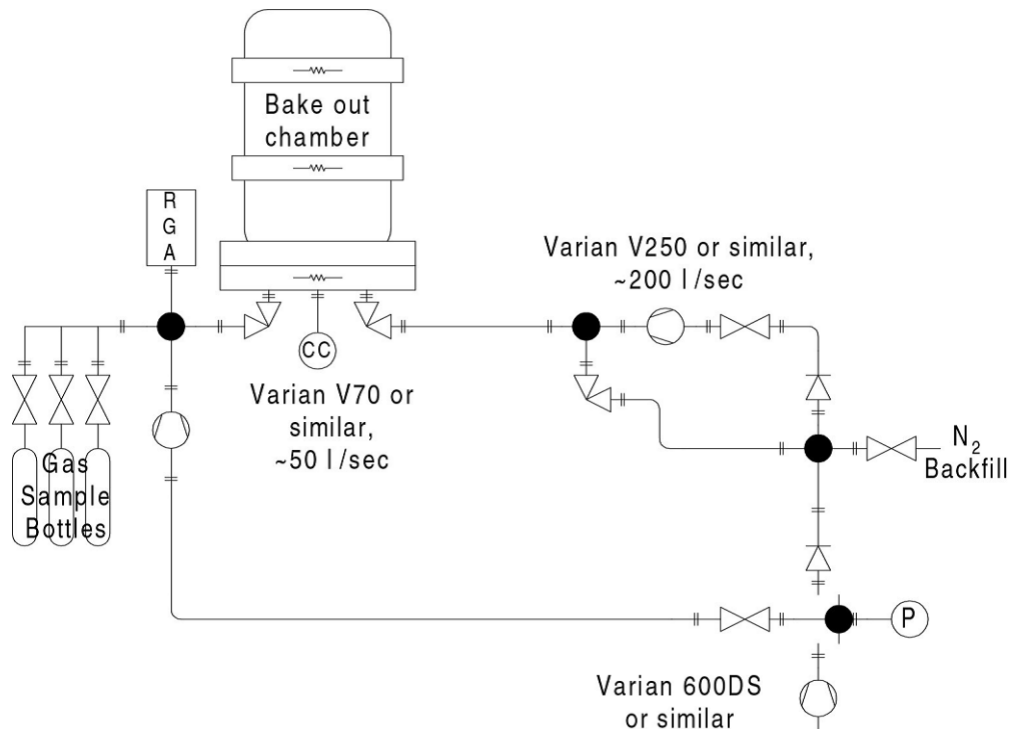 Bake out
chamber
R
G
A
Varian V250 or similar,
~200 l/sec
CC
Varian V70 or
similar,
~50 l/sec
N2
Backfill
Gas
Sample
Bottles
P
Varian 600DS
or similar